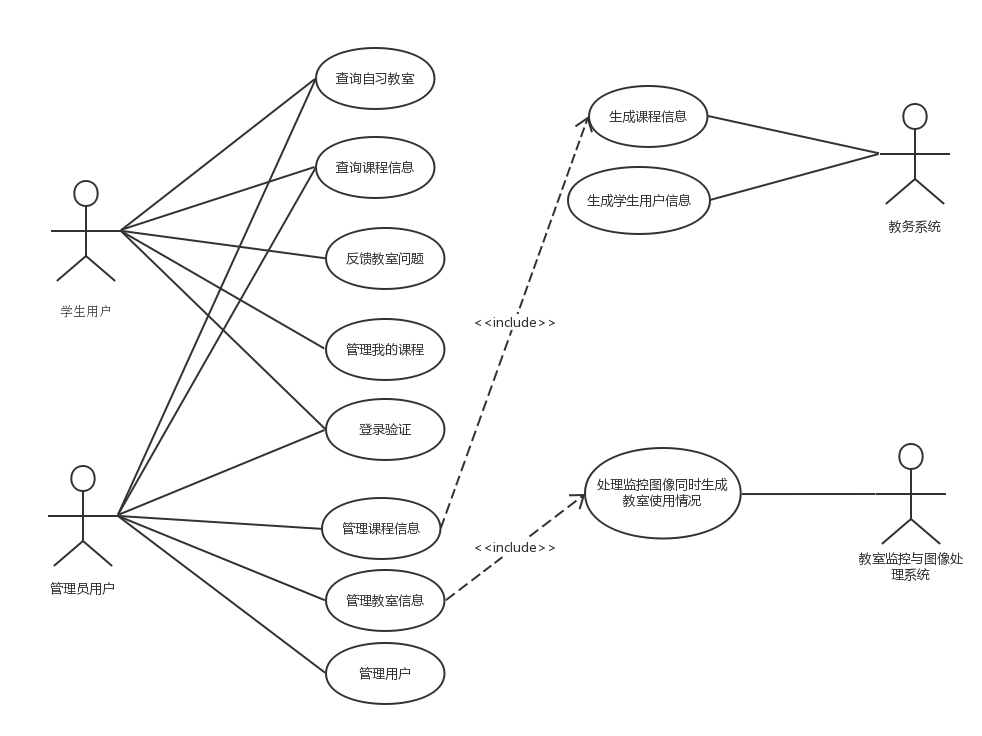 查询自习教室
查询课程信息
反馈教室问题
管理我的课程
登录验证
管理课程信息
管理教室信息
管理用户
学生用户
管理员用户
<<include>>
<<include>>
生成课程信息
生成学生用户信息
教务系统
处理监控图像同时生成
教室使用情况
教室监控与图像处
理系统